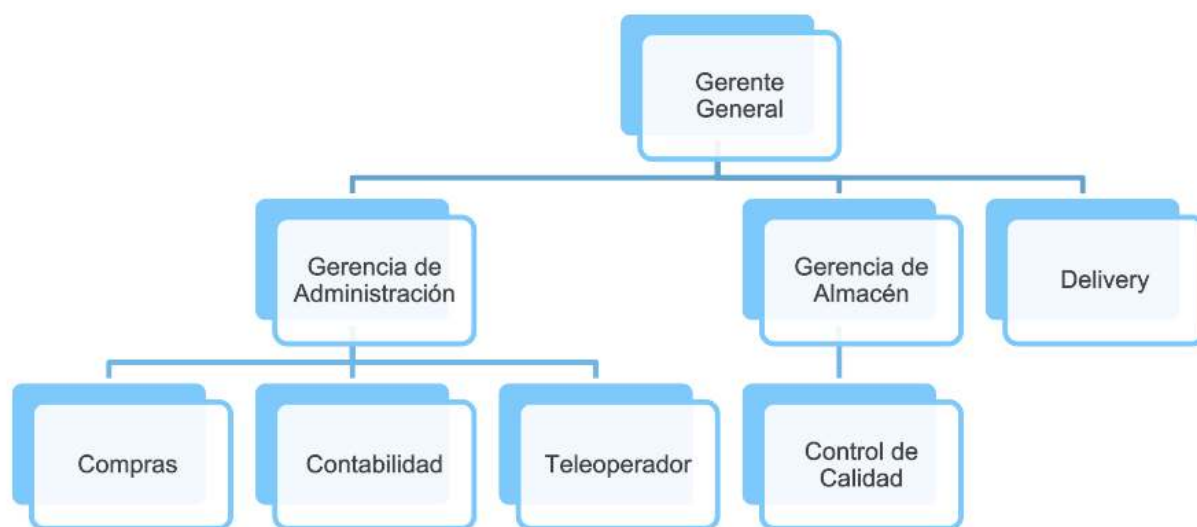 Gerente
General
Gerencia de
Administración
Gerencia de
Almacén
Delivery
Compras
Contabilidad
Teleoperador
Control de
Calidad